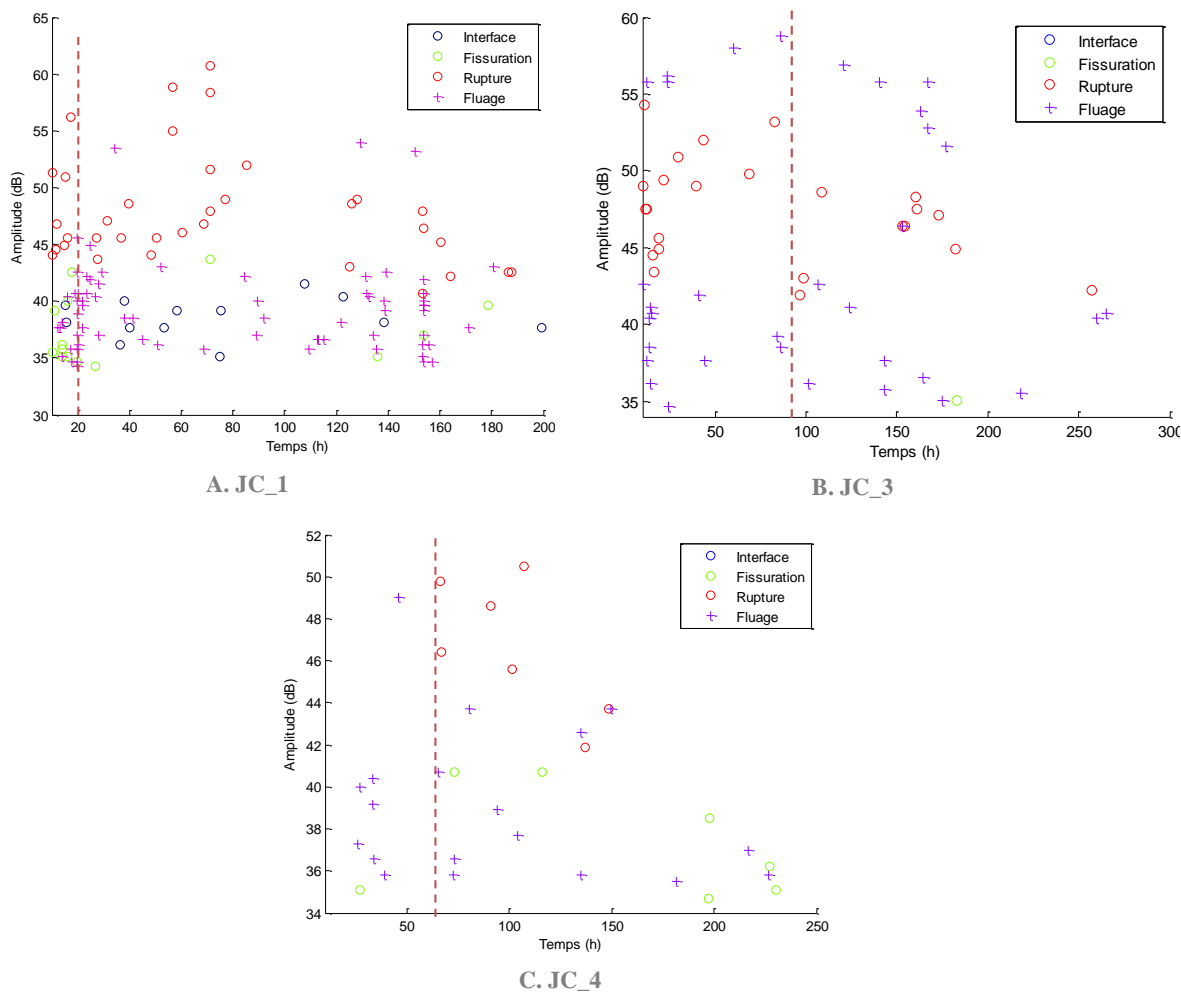 65
60
55
50
45
40
35
30
20
40
60
80
100
120
140
160
180
200
Amplitude (dB)
Temps (h)
Interface
Fissuration
Rupture
Fluage
A. JC_1
60
55
50
45
40
35
50
100
150
200
250
300
Amplitude (dB)
Temps (h)
Interface
Fissuration
Rupture
Fluage
B. JC_3
52
50
48
46
44
42
40
38
36
34
50
100
150
200
250
Amplitude (dB)
Temps (h)
Interface
Fissuration
Rupture
Fluage
C. JC_4